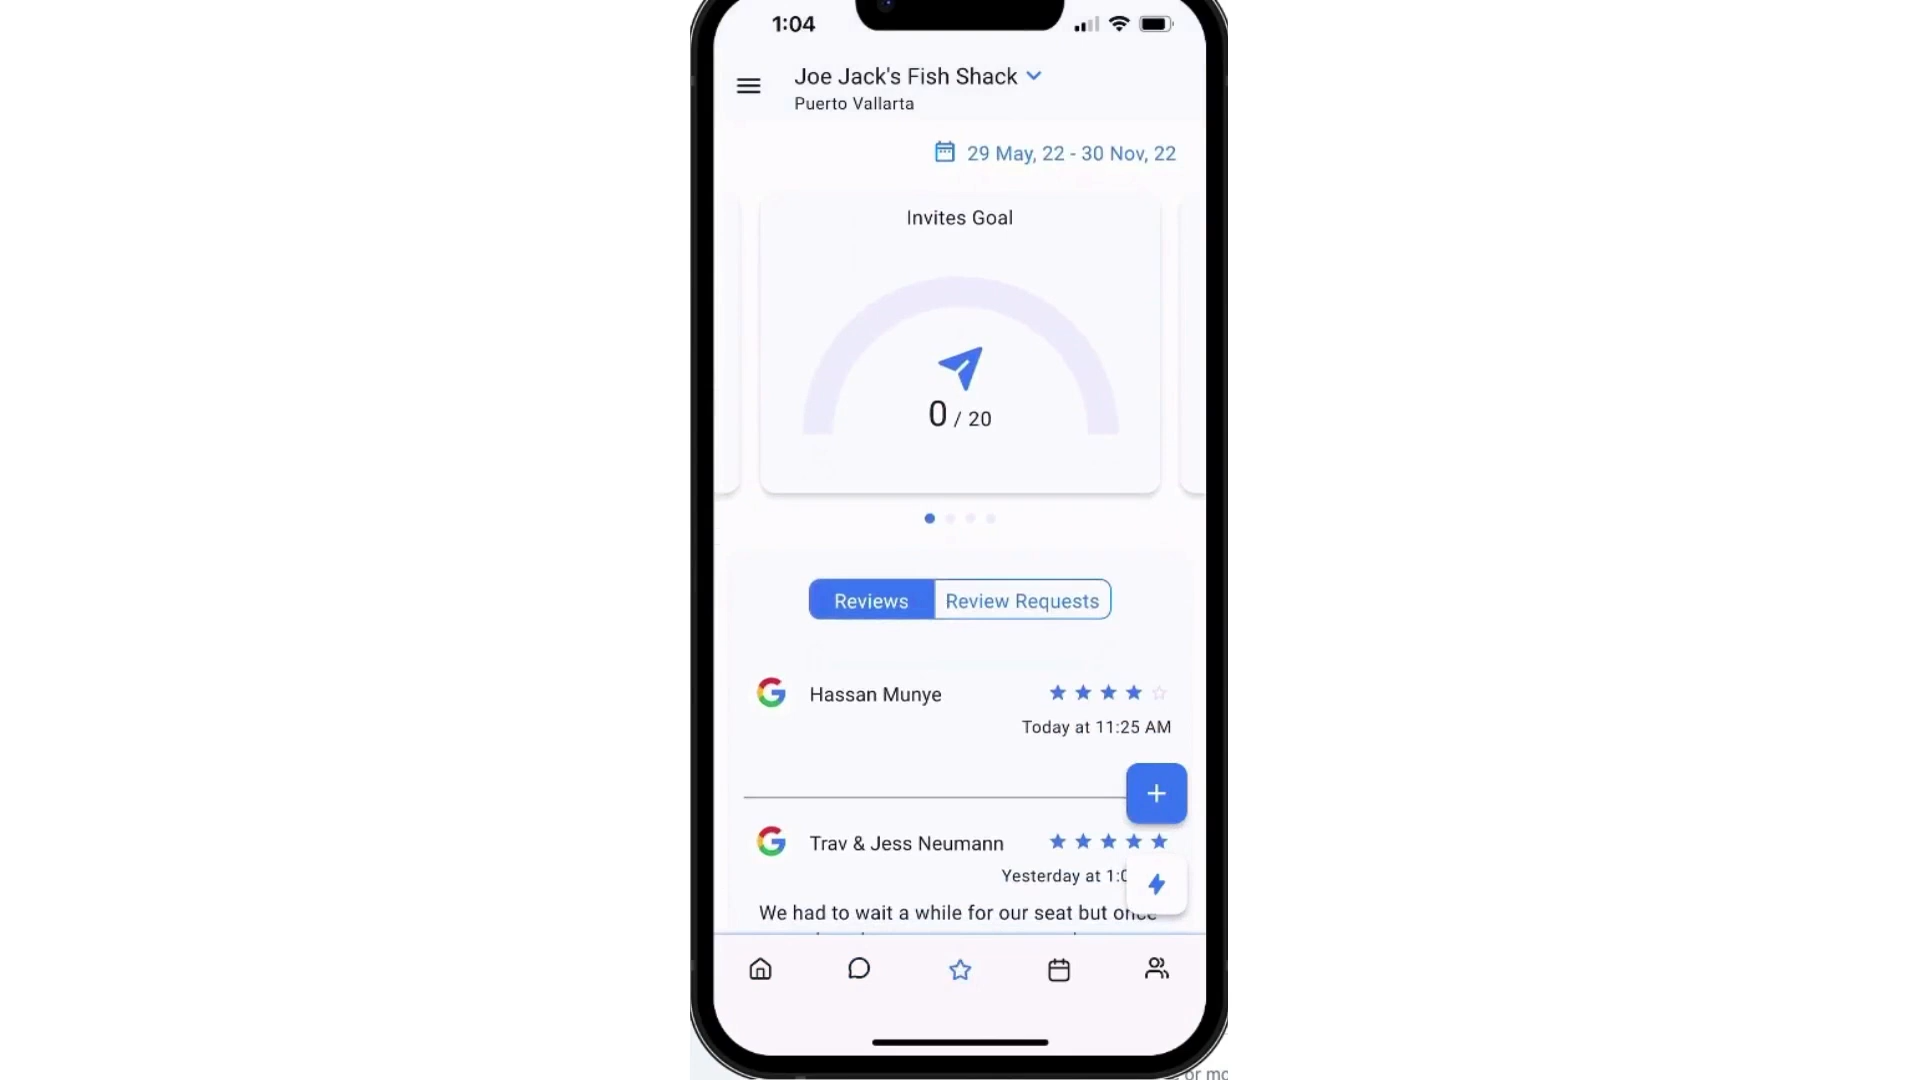 1:04
Joe Jack's Fish Shack
Puerto Vallarta
29 May, 22 - 30 Nov, 22
Invites Goal
0 / 20
Reviews
Review Requests
Hassan Munye
Today at 11:25 AM
Trav & Jess Neumann
Yesterday at
We had to wait a while for our seat but once
or